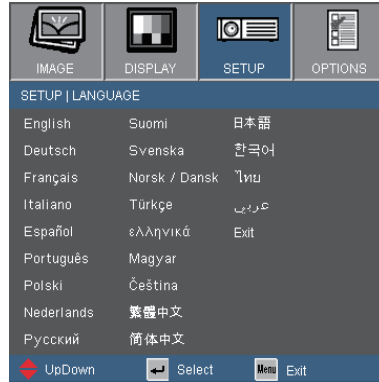 IMAGE DISPLAY SETUP OPTIONS
SETUP | LANGUAGE
English Suomi 日本語
Deutsch Svenska 한국어
Français Norsk / Dansk ไทย
Italiano Türkçe عربي
Español ελληνικά Exit
Português Magyar
Polski Čeština
Nederlands 繁體中文
Русский 简体中文
UpDown Select Menu Exit